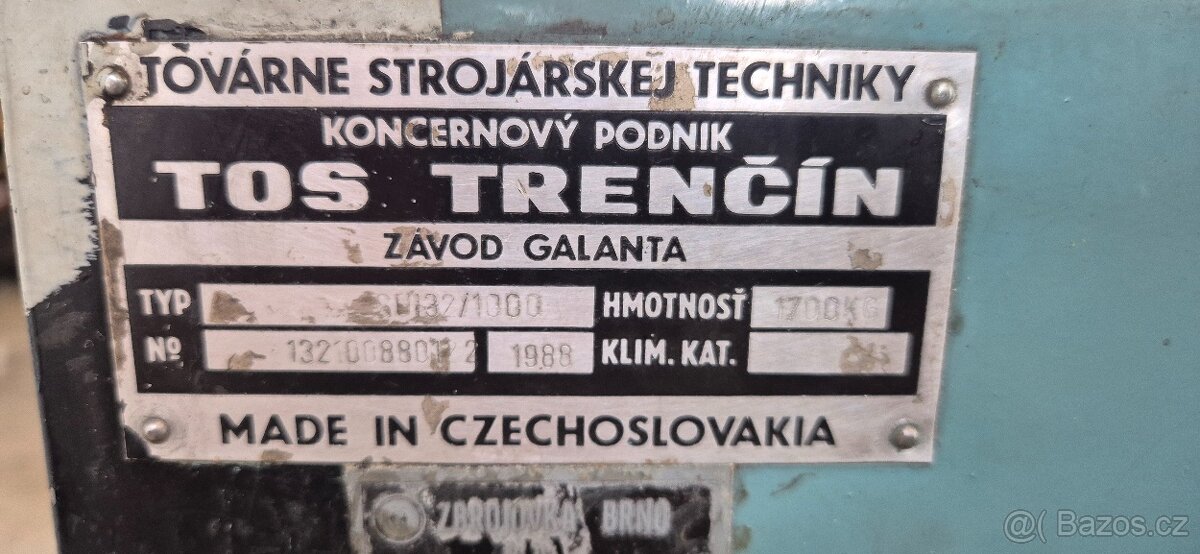 TOVÁRNE STROJÁRSKEJ TECHNIKY
KONCERNOVÝ PODNIK
TOS TRENČÍN
ZÁVOD GALANTA
TYP HMOTNOSŤ 1700KG
Nº 1988 KLIM. KAT.
MADE IN CZECHOSLOVAKIA
ZBROJOVKA BRNO
@( Bazos.cz